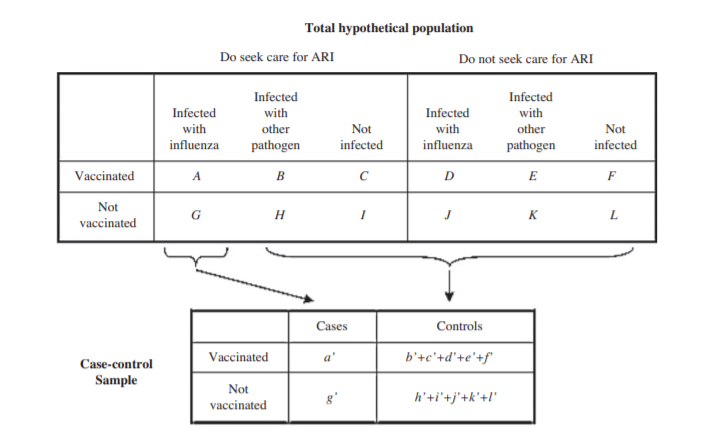 Total hypothetical population
Do seek care for ARI
Do not seek care for ARI
Infected
with
influenza
Infected
with
other
pathogen
Not
infected
Infected
with
influenza
Infected
with
other
pathogen
Not
infected
Vaccinated A B C D E F
Not
vaccinated
G H I J K L
Cases Controls
Case-control
Sample
Vaccinated a' b'+c'+d'+e'+f'
Not
vaccinated
g' h'+i'+j'+k'+l'